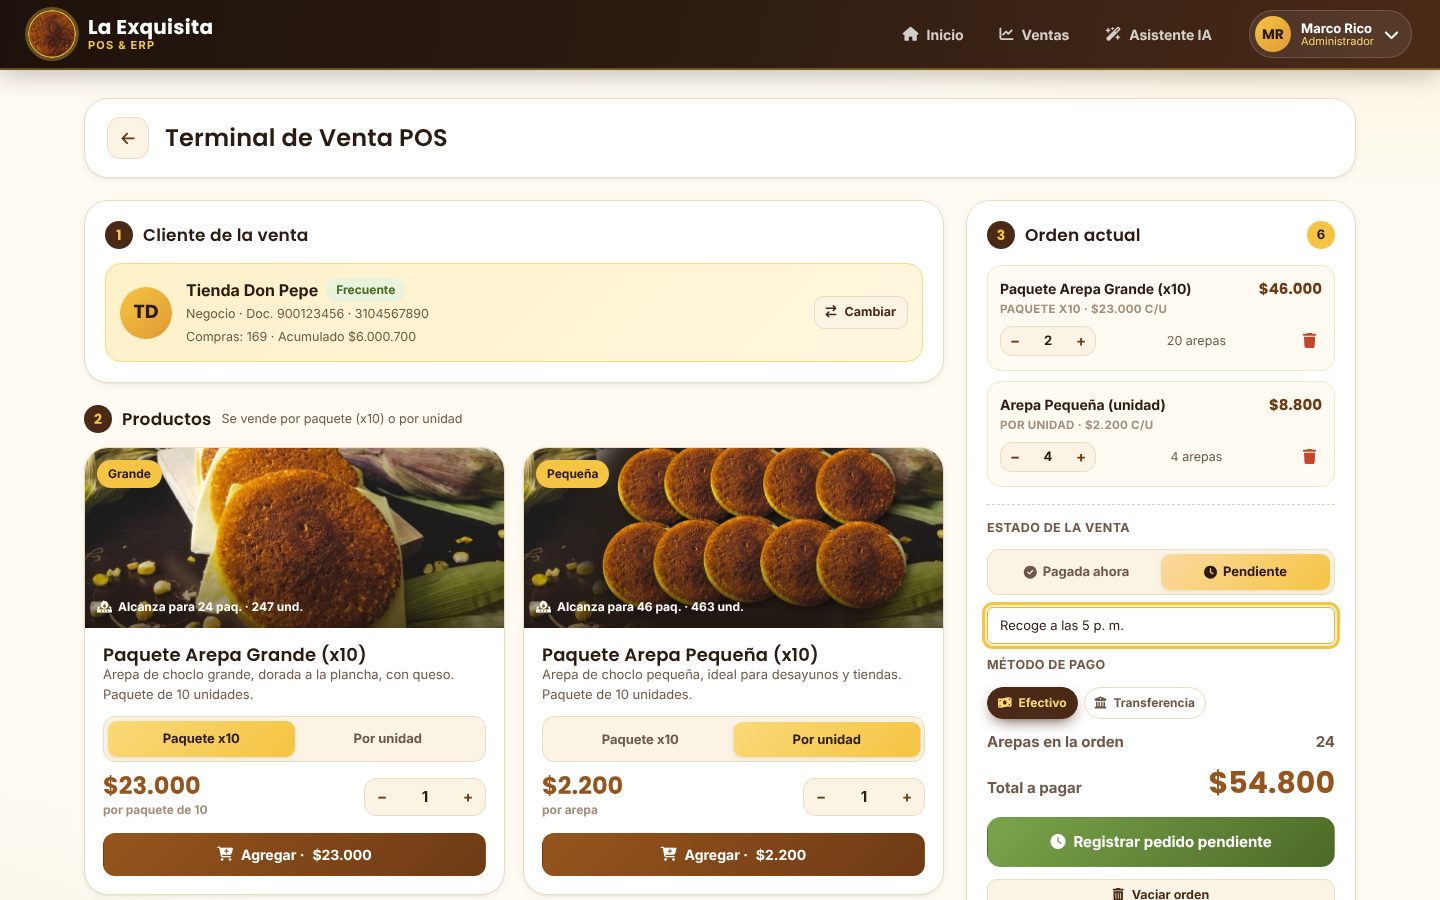 La Exquisita
POS & ERP
Inicio
Ventas
Asistente IA
MR
Marco Rico
Administrador
Terminal de Venta POS
1
Cliente de la venta
TD
Tienda Don Pepe
Frecuente
Negocio · Doc. 900123456 · 3104567890
Compras: 169 · Acumulado $6.000.700
Cambiar
2
Productos
Se vende por paquete (x10) o por unidad
Grande
Alcanza para 24 paq. · 247 und.
Paquete Arepa Grande (x10)
Arepa de choclo grande, dorada a la plancha, con queso.
Paquete de 10 unidades.
Paquete x10
Por unidad
$23.000
por paquete de 10
− 1 +
Agregar · $23.000
Pequeña
Alcanza para 46 paq. · 463 und.
Paquete Arepa Pequeña (x10)
Arepa de choclo pequeña, ideal para desayunos y tiendas.
Paquete de 10 unidades.
Paquete x10
Por unidad
$2.200
por arepa
− 1 +
Agregar · $2.200
3
Orden actual
6
Paquete Arepa Grande (x10)
$46.000
PAQUETE X10 · $23.000 C/U
− 2 +
20 arepas
Arepa Pequeña (unidad)
$8.800
POR UNIDAD · $2.200 C/U
− 4 +
4 arepas
ESTADO DE LA VENTA
Pagada ahora
Pendiente
Recoge a las 5 p. m.
MÉTODO DE PAGO
Efectivo
Transferencia
Arepas en la orden
24
Total a pagar
$54.800
Registrar pedido pendiente
Vaciar orden